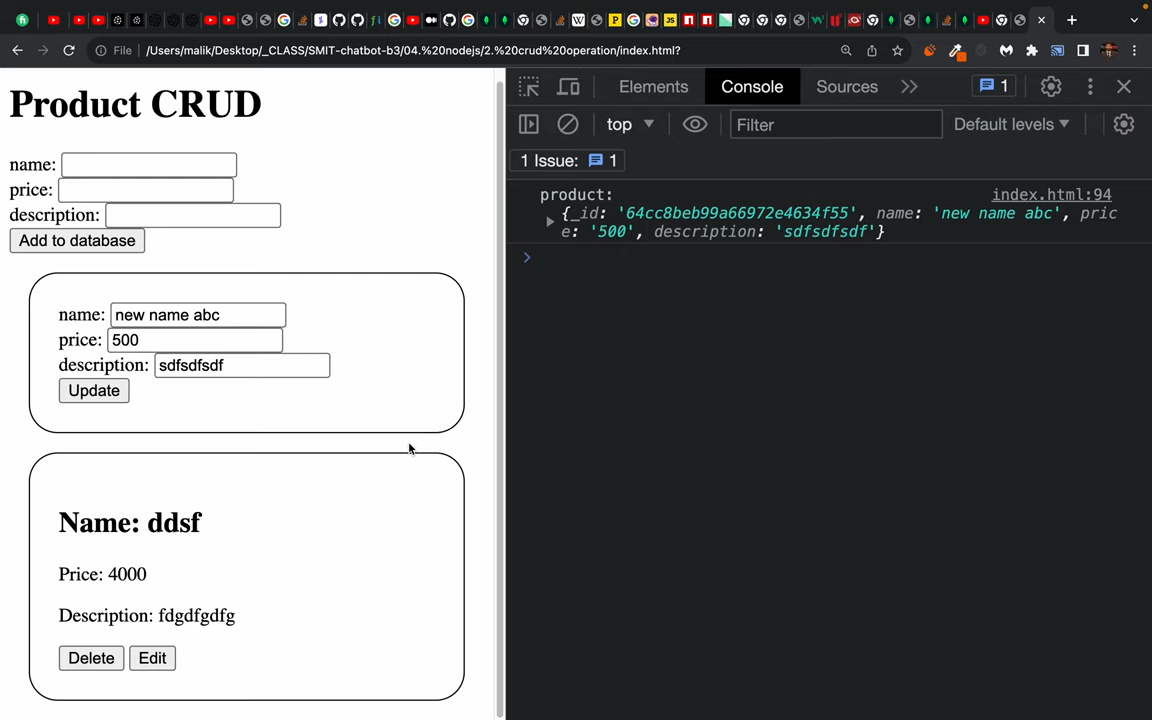 File
/Users/malik/Desktop/_CLASS/SMIT-chatbot-b3/04.%20nodejs/2.%20crud%20operation/index.html?
Product CRUD
name:
price:
description:
Add to database
name: new name abc
price: 500
description: sdfsdfsdf
Update
Name: ddsf
Price: 4000
Description: fdgdfgdfg
Delete Edit
Elements Console Sources 1
top Filter Default levels
1 Issue: 1
product: index.html:94
{_id: '64cc8beb99a66972e4634f55', name: 'new name abc', pric
e: '500', description: 'sdfsdfsdf'}